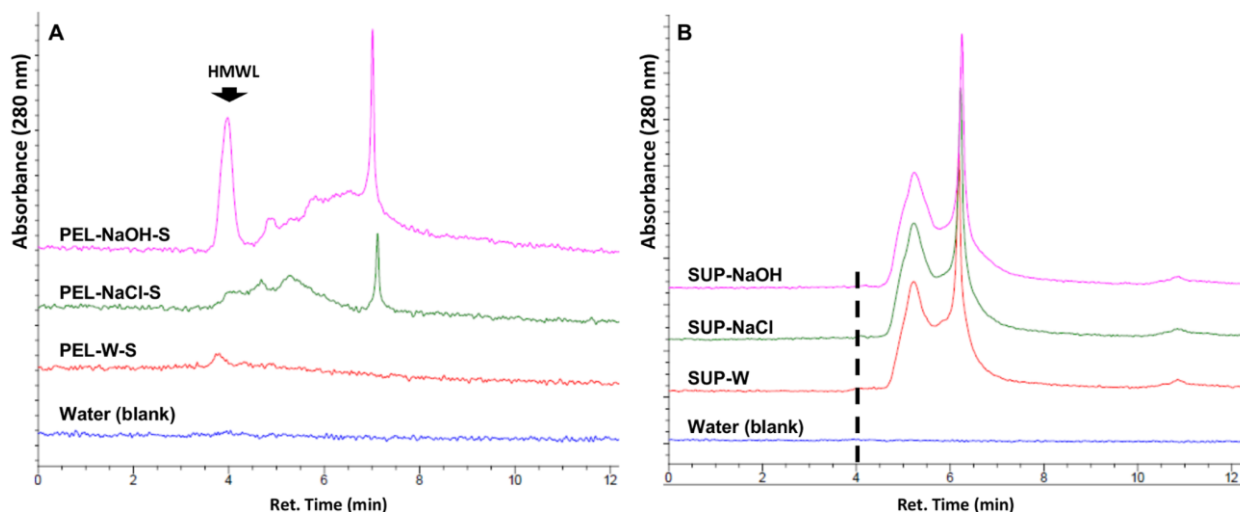 A
HMWL
Absorbance (280 nm)
PEL-NaOH-S
PEL-NaCl-S
PEL-W-S
Water (blank)
0 2 4 6 8 10 12
Ret. Time (min)
B
Absorbance (280 nm)
SUP-NaOH
SUP-NaCl
SUP-W
Water (blank)
0 2 4 6 8 10 12
Ret. Time (min)